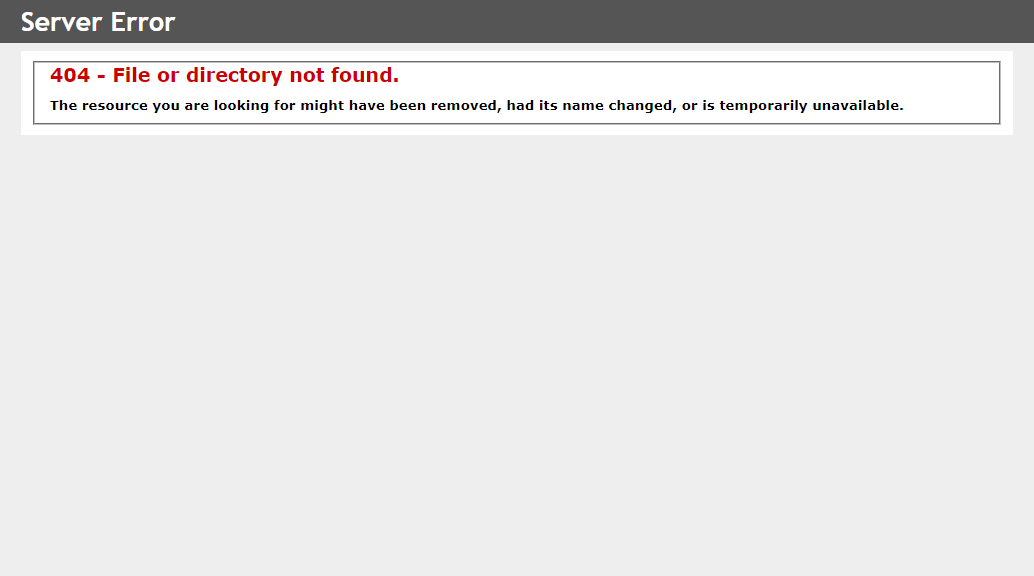 Server Error
404 - File or directory not found.
The resource you are looking for might have been removed, had its name changed, or is temporarily unavailable.